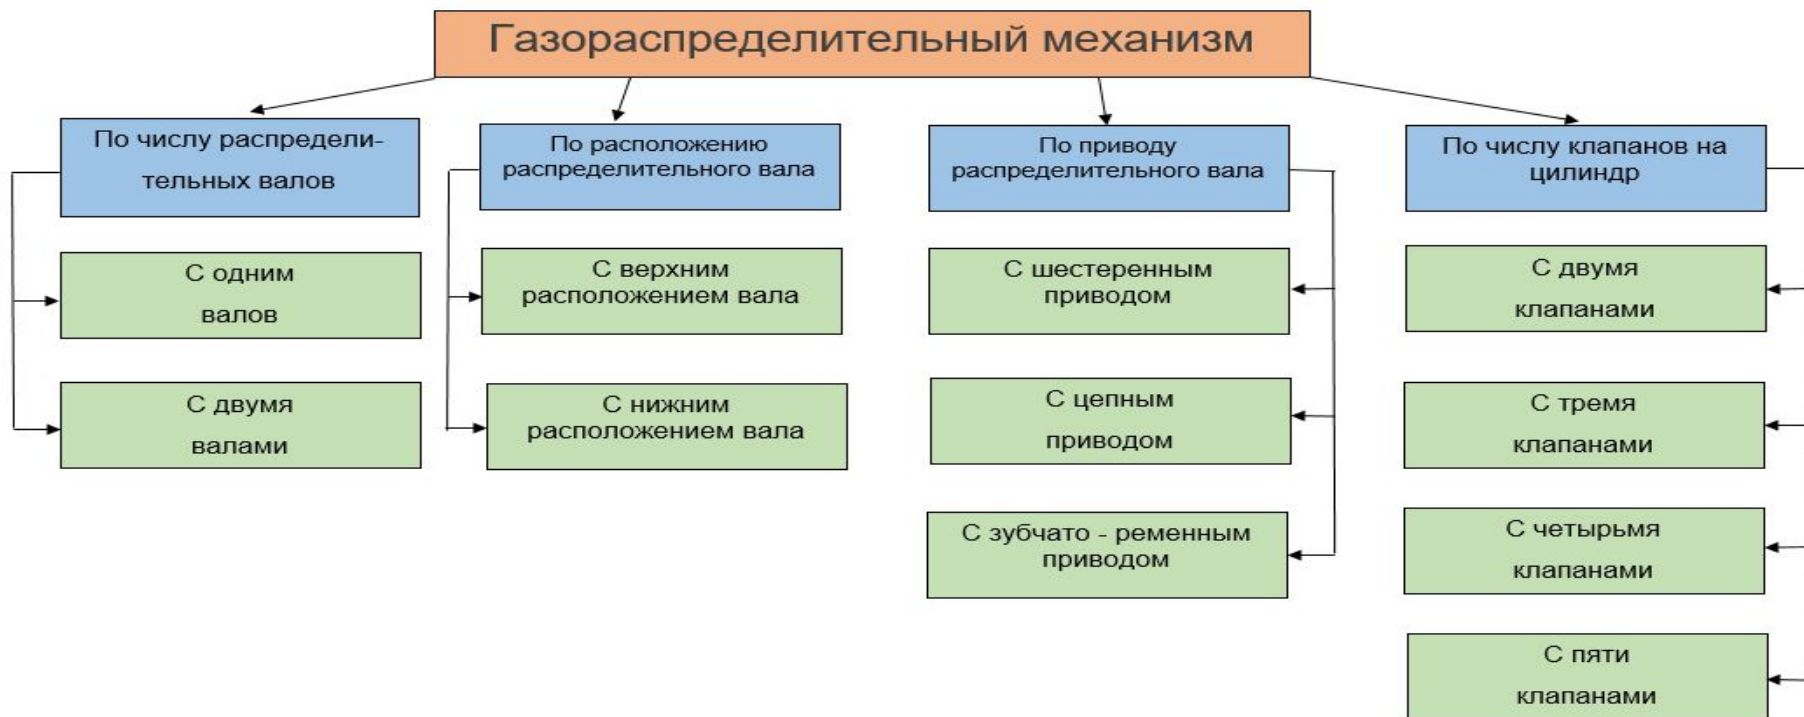 Газораспределительный механизм
По числу распредели-
тельных валов
С одним
валов
С двумя
валами
По расположению
распределительного вала
С верхним
расположением вала
С нижним
расположением вала
По приводу
распределительного вала
С шестеренным
приводом
С цепным
приводом
С зубчато - ременным
приводом
По числу клапанов на
цилиндр
С двумя
клапанами
С тремя
клапанами
С четырьмя
клапанами
С пяти
клапанами